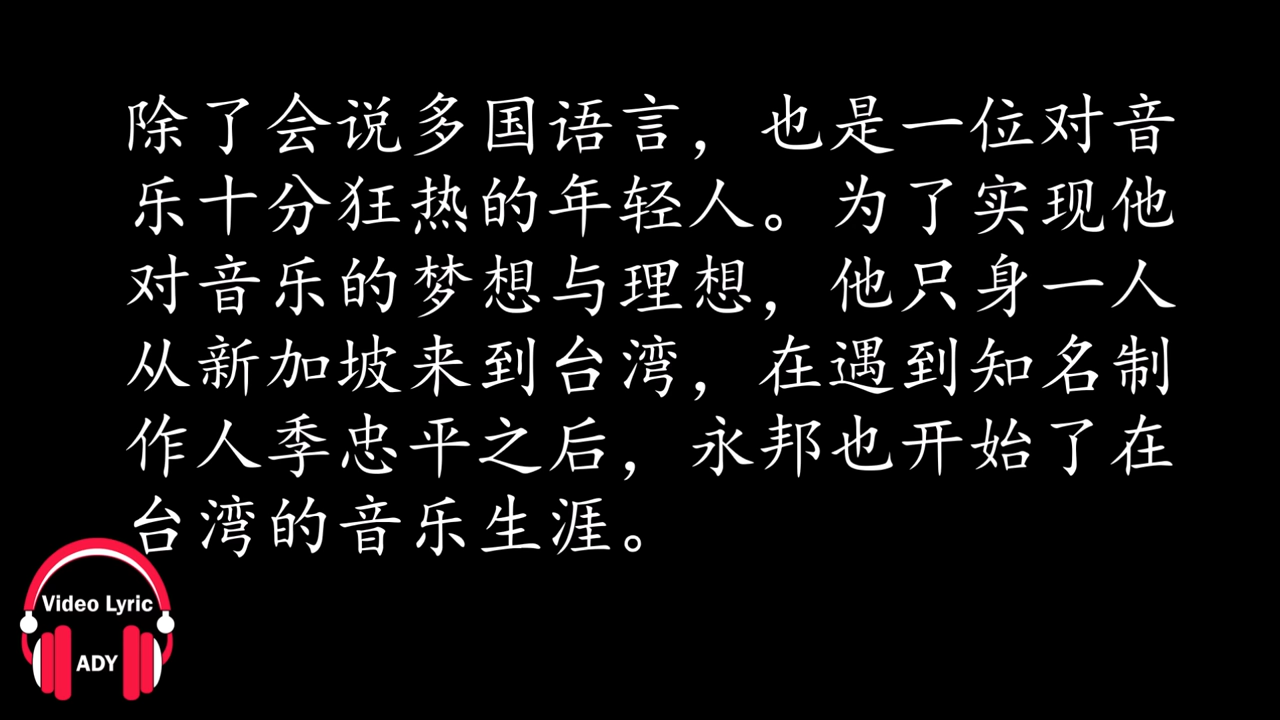 除了会说多国语言，也是一位对音
乐十分狂热的年轻人。为了实现他
对音乐的梦想与理想，他只身一人
从新加坡来到台湾，在遇到知名制
作人季忠平之后，永邦也开始了在
台湾的音乐生涯。
Video Lyric
ADY